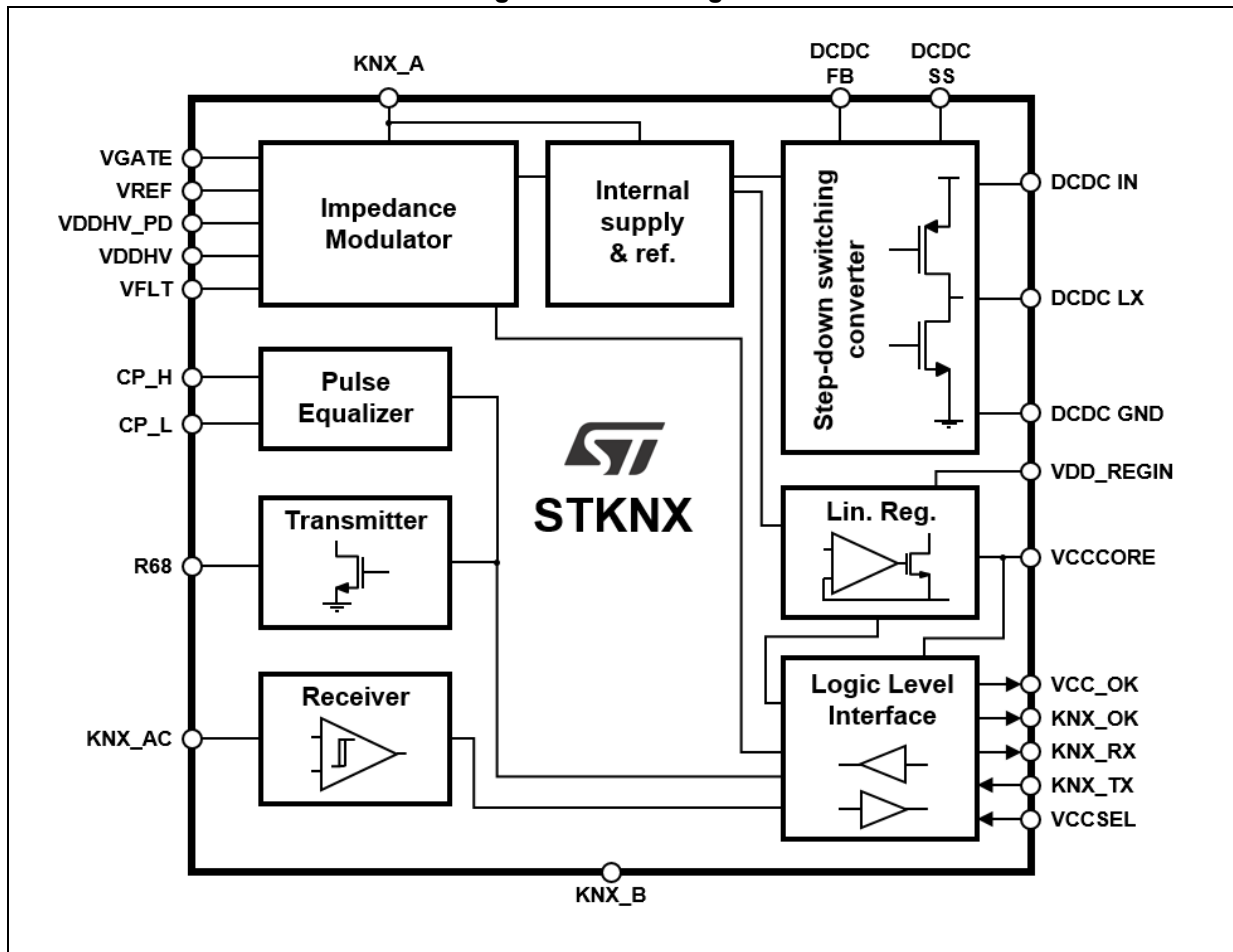 KNX_A
DCDC
FB
DCDC
SS
VGATE
VREF
VDDHV_PD
VDDHV
VFLT
Impedance
Modulator
Internal
supply
& ref.
Step-down switching
converter
DCDC IN
DCDC LX
DCDC GND
CP_H
CP_L
Pulse
Equalizer
ST
STKNX
VDD_REGIN
Lin. Reg.
VCCCORE
Transmitter
R68
Receiver
KNX_AC
Logic Level
Interface
VCC_OK
KNX_OK
KNX_RX
KNX_TX
VCCSEL
KNX_B